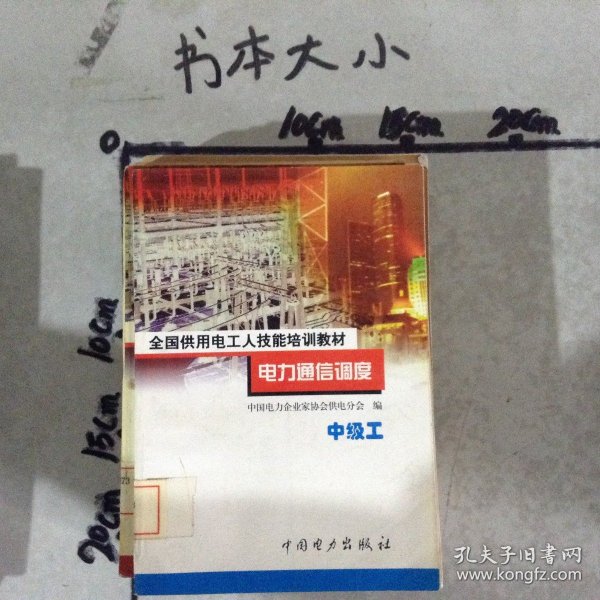 书本大小
0 10cm 15cm 20cm
10cm
15cm
20cm
全国供用电工人技能培训教材
电力通信调度
中国电力企业家协会供电分会 编
中级工
73
中国电力出版社
孔夫子旧书网
www.kongfz.com